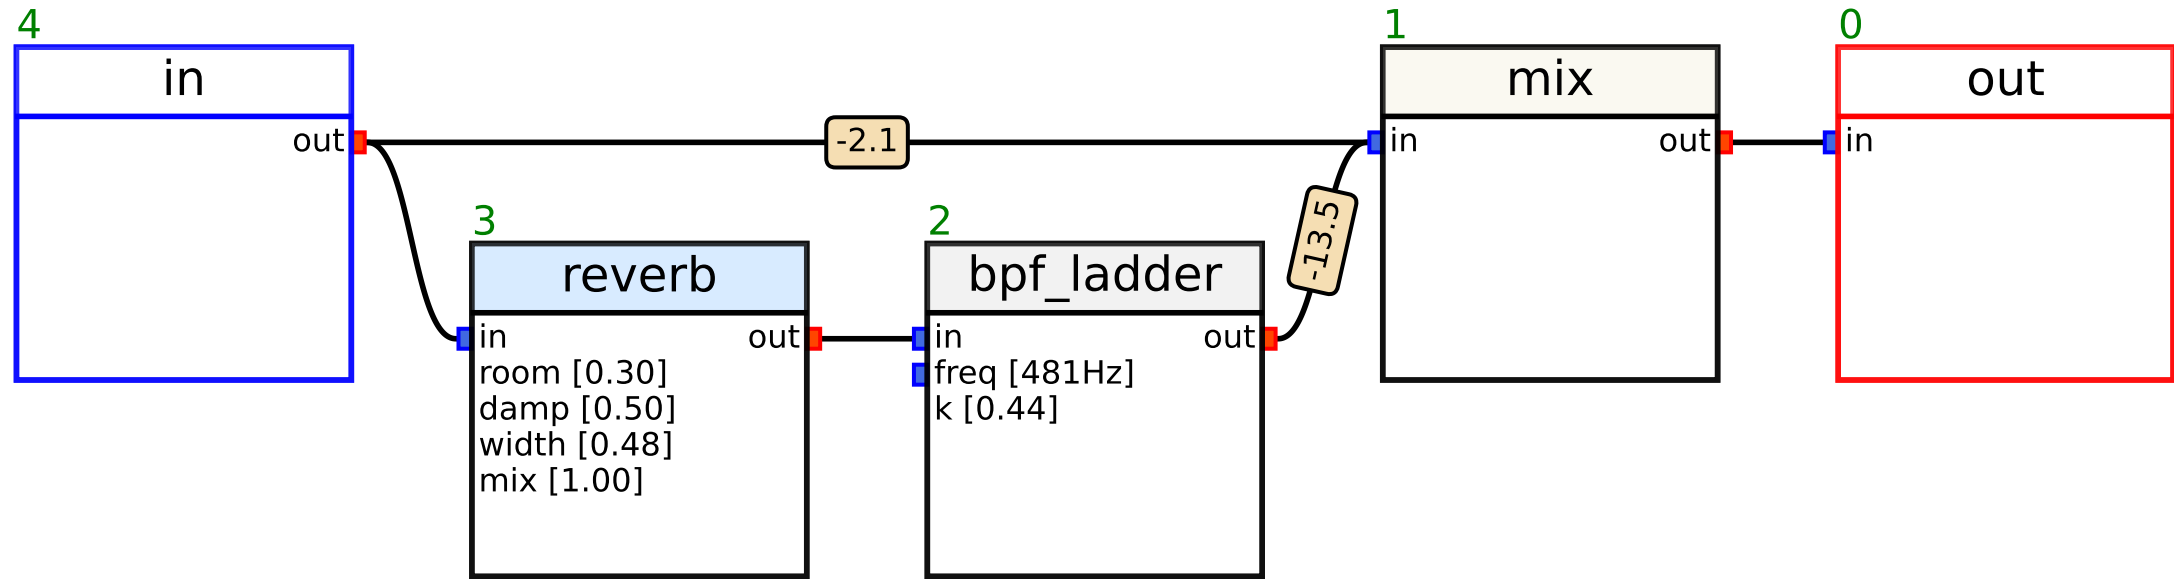 4
in
out
-2.1
3
reverb
in
out
room [0.30]
damp [0.50]
width [0.48]
mix [1.00]
2
bpf_ladder
in
out
freq [481Hz]
k [0.44]
-13.5
1
mix
in
out
0
out
in